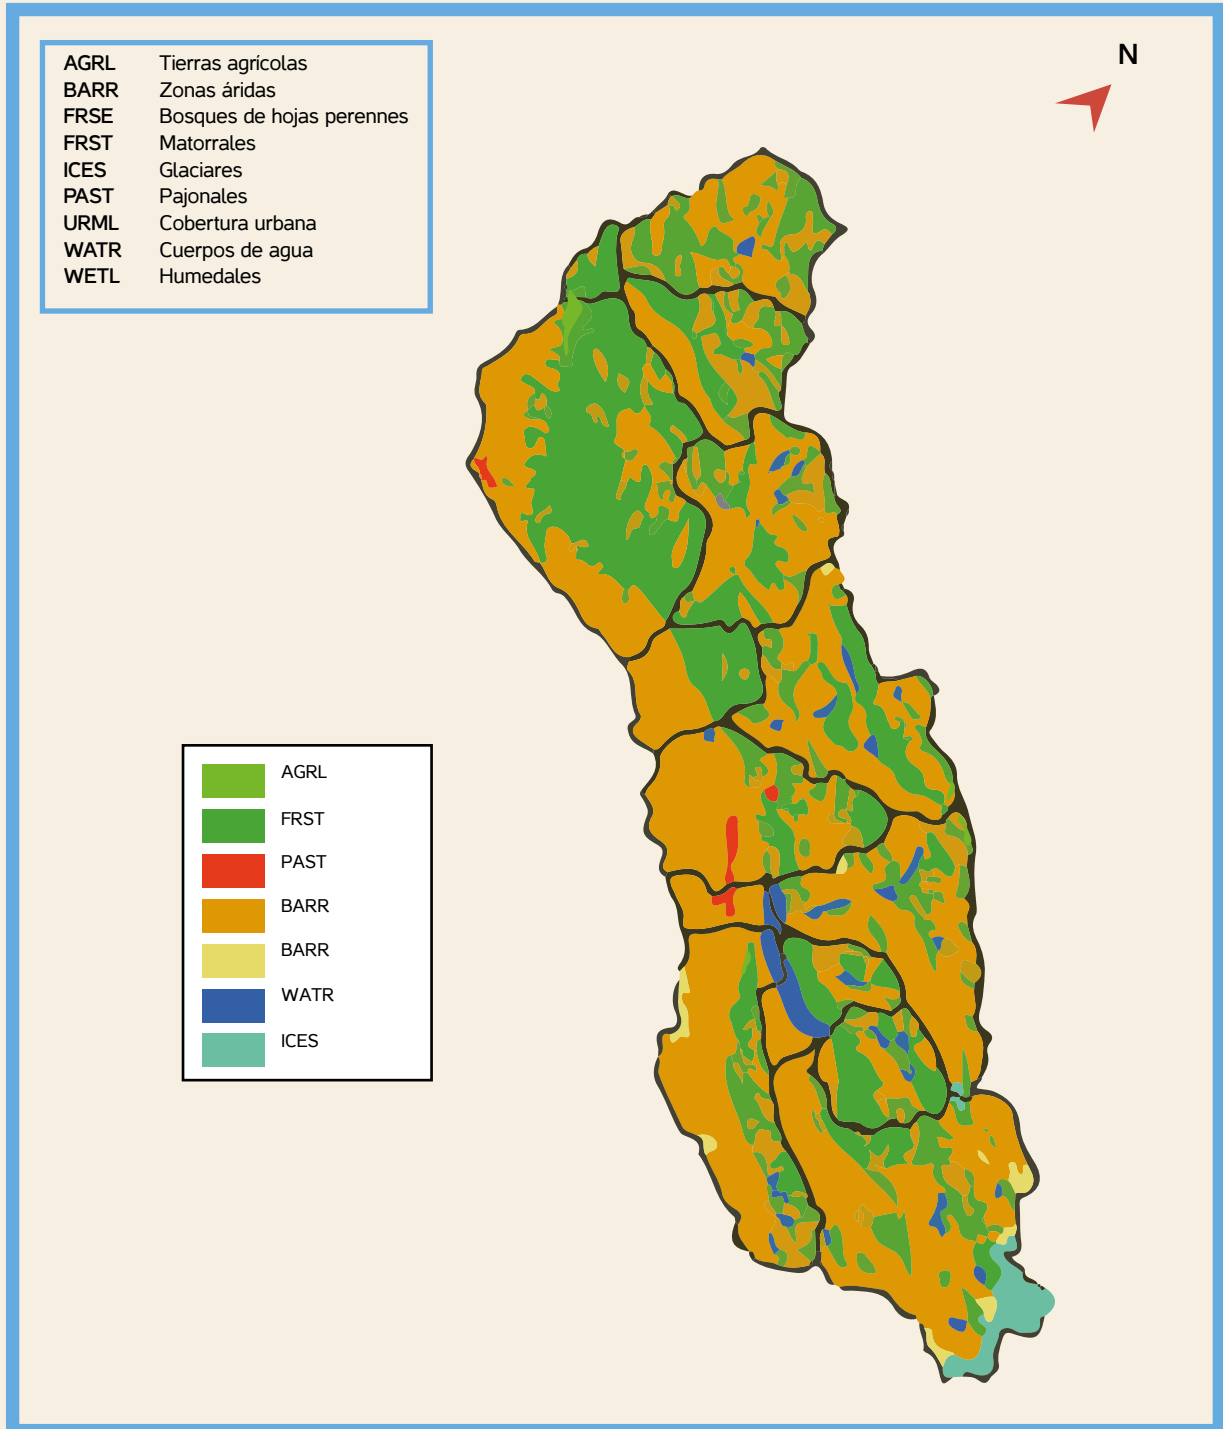 AGRL Tierras agrícolas
BARR Zonas áridas
FRSE Bosques de hojas perennes
FRST Matorrales
ICES Glaciares
PAST Pajonales
URML Cobertura urbana
WATR Cuerpos de agua
WETL Humedales
N
AGRL
FRST
PAST
BARR
BARR
WATR
ICES